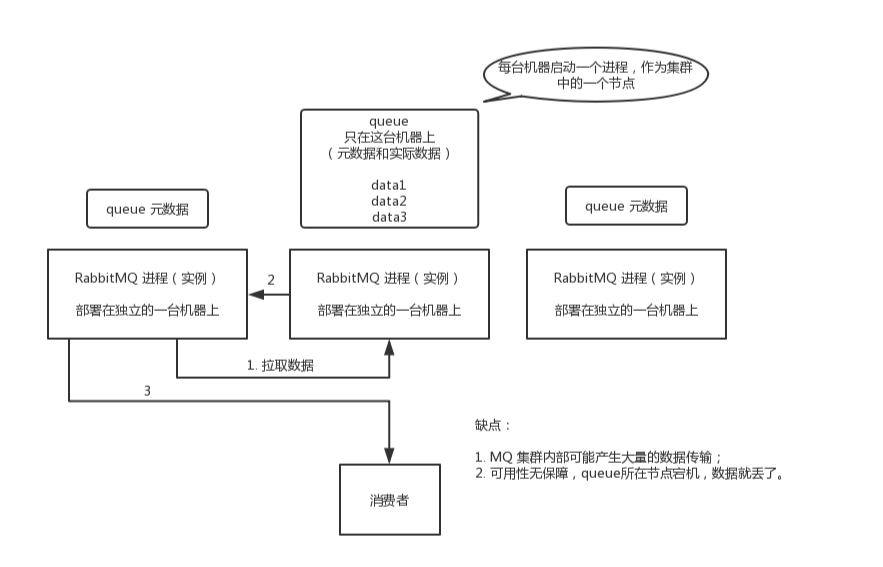 每台机器启动一个进程，作为集群
中的一个节点
queue
只在这台机器上
（元数据和实际数据）
data1
data2
data3
queue 元数据
queue 元数据
RabbitMQ 进程（实例）
部署在独立的一台机器上
2
RabbitMQ 进程（实例）
部署在独立的一台机器上
RabbitMQ 进程（实例）
部署在独立的一台机器上
1. 拉取数据
3
缺点：
1. MQ 集群内部可能产生大量的数据传输；
2. 可用性无保障，queue所在节点宕机，数据就丢了。
消费者